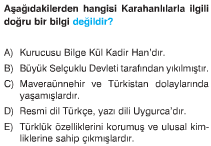 Aşağıdakilerden hangisi Karahanlılarla ilgili
doğru bir bilgi değildir?
A) Kurucusu Bilge Kül Kadir Han'dır.
B) Büyük Selçuklu Devleti tarafından yıkılmıştır.
C) Maveraünnehir ve Türkistan dolaylarında
yaşamışlardır.
D) Resmi dil Türkçe, yazı dili Uygurca'dır.
E) Türklük özelliklerini korumuş ve ulusal kim-
liklerine sahip çıkmışlardır.